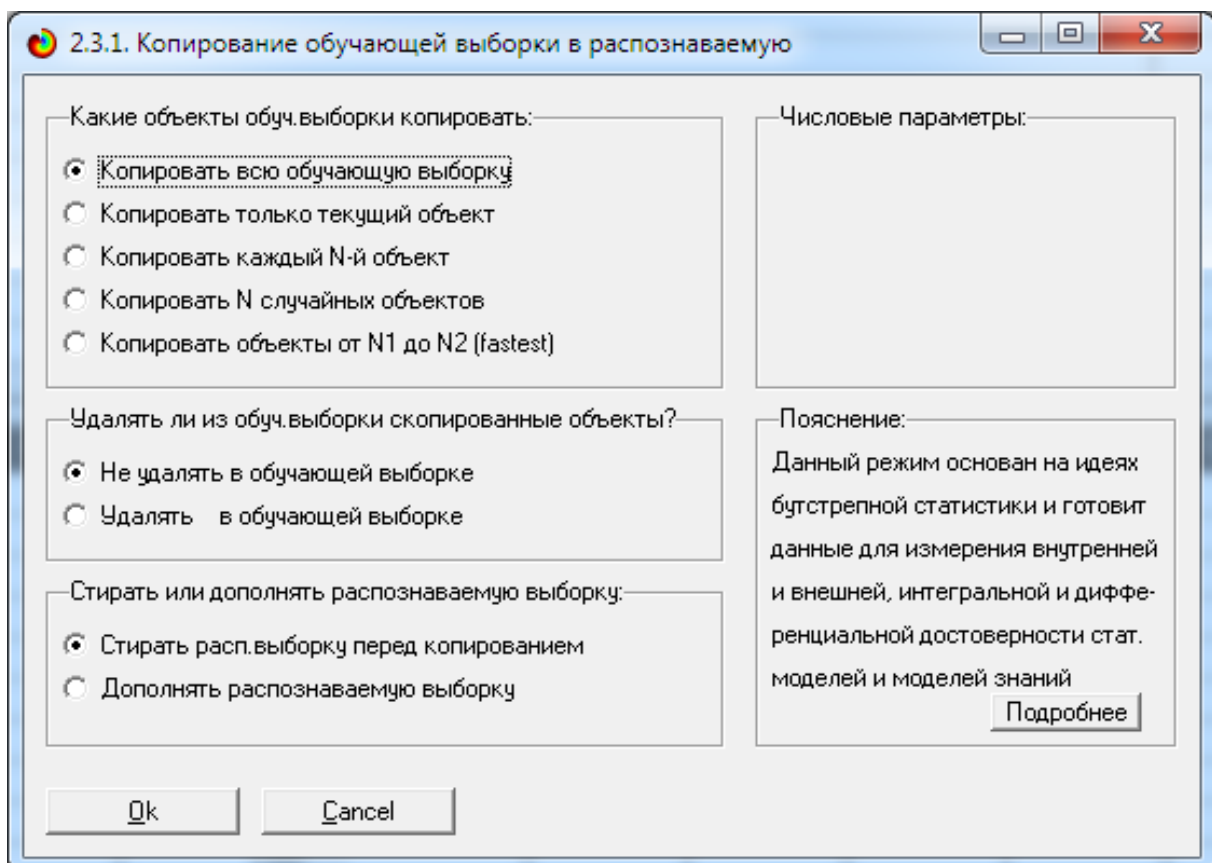 2.3.1. Копирование обучающей выборки в распознаваемую
Какие объекты обуч.выборки копировать:
Копировать всю обучающую выборку
Копировать только текущий объект
Копировать каждый N-й объект
Копировать N случайных объектов
Копировать объекты от N1 до N2 (fastest)
Числовые параметры:
Удалять ли из обуч.выборки скопированные объекты?
Не удалять в обучающей выборке
Удалять в обучающей выборке
Стирать или дополнять распознаваемую выборку:
Стирать расп.выборку перед копированием
Дополнять распознаваемую выборку
Пояснение:
Данный режим основан на идеях
бутстрепной статистики и готовит
данные для измерения внутренней
и внешней, интегральной и диффе-
ренциальной достоверности стат.
моделей и моделей знаний
Подробнее
Ok
Cancel